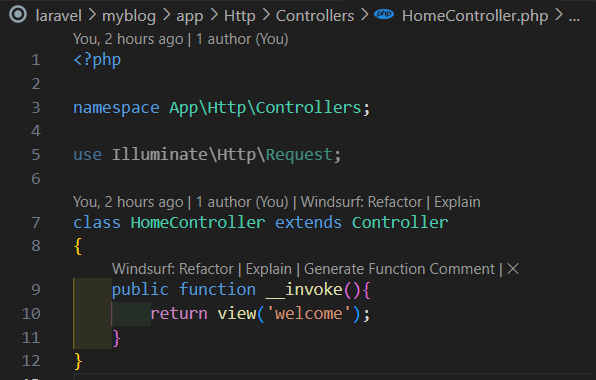 laravel > myblog > app > Http > Controllers > php HomeController.php > ...
You, 2 hours ago | 1 author (You)
1 <?php
2
3 namespace App\Http\Controllers;
4
5 use Illuminate\Http\Request;
6
You, 2 hours ago | 1 author (You) | Windsurf: Refactor | Explain
7 class HomeController extends Controller
8 {
Windsurf: Refactor | Explain | Generate Function Comment | ×
9 public function __invoke(){
10 return view('welcome');
11 }
12 }